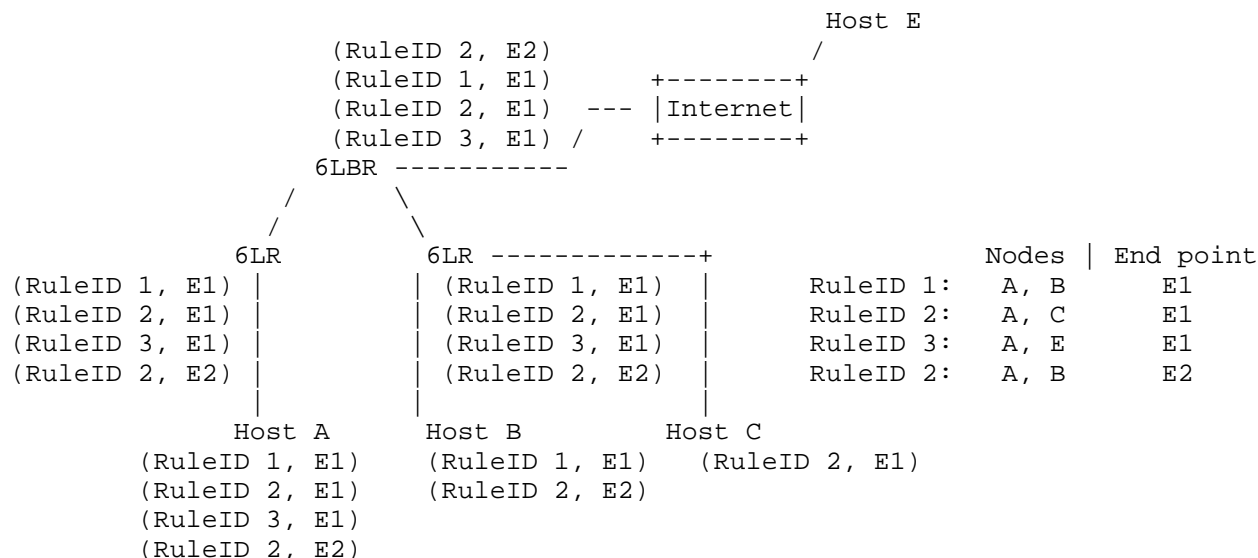 Host E
(RuleID 2, E2) /
(RuleID 1, E1) +--------+
(RuleID 2, E1) --- |Internet|
(RuleID 3, E1) / +--------+
6LBR -----------
/ \
/ \
6LR 6LR -------------+ Nodes | End point
(RuleID 1, E1) | | (RuleID 1, E1) | RuleID 1: A, B E1
(RuleID 2, E1) | | (RuleID 2, E1) | RuleID 2: A, C E1
(RuleID 3, E1) | | (RuleID 3, E1) | RuleID 3: A, E E1
(RuleID 2, E2) | | (RuleID 2, E2) | RuleID 2: A, B E2
| | |
Host A Host B Host C
(RuleID 1, E1) (RuleID 1, E1) (RuleID 2, E1)
(RuleID 2, E1) (RuleID 2, E2)
(RuleID 3, E1)
(RuleID 2, E2)